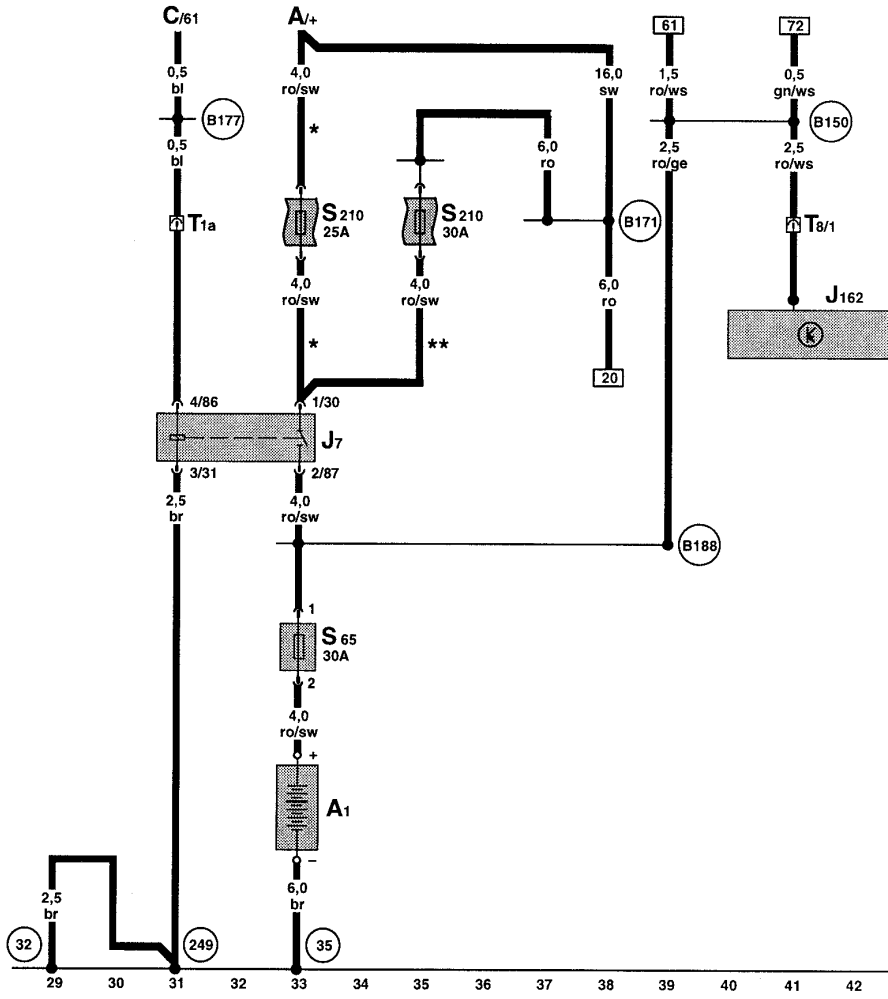 C/61
A/+
61
72
0,5
bl
4,0
ro/sw
16,0
sw
1,5
ro/ws
0,5
gn/ws
B177
*
B150
0,5
bl
6,0
ro
2,5
ro/ge
2,5
ro/ws
T1a
S210
25A
S210
30A
B171
T8/1
4,0
ro/sw
4,0
ro/sw
6,0
ro
J162
K
*
**
20
4/86
1/30
J7
3/31
2/87
2,5
br
4,0
ro/sw
B188
1
S65
30A
2
4,0
ro/sw
+
A1
−
2,5
br
6,0
br
32
249
35
29 30 31 32 33 34 35 36 37 38 39 40 41 42